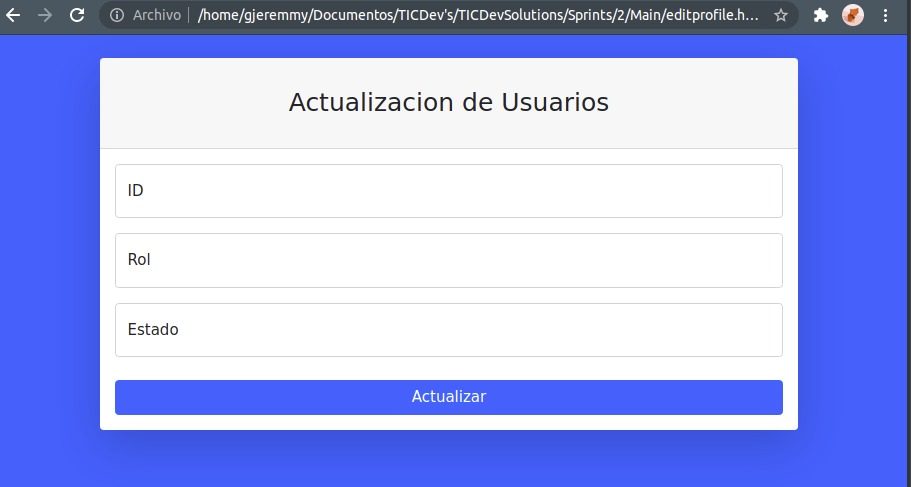 Archivo /home/gjeremmy/Documentos/TICDev's/TICDevSolutions/Sprints/2/Main/editprofile.h...
Actualizacion de Usuarios
ID
Rol
Estado
Actualizar